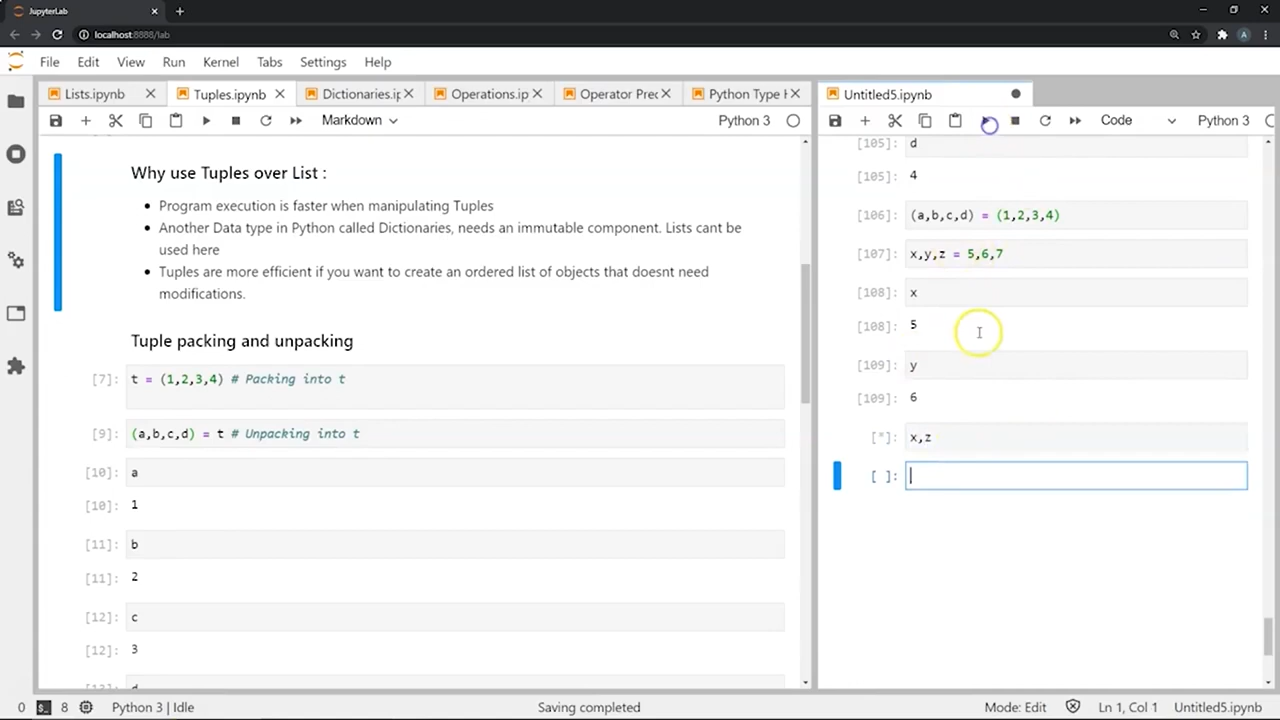 JupyterLab
localhost:8888/lab
A
File Edit View Run Kernel Tabs Settings Help
Lists.ipynb Tuples.ipynb Dictionaries.ip Operations.ip Operator Prec Python Type H
Markdown Python 3
Why use Tuples over List :
Program execution is faster when manipulating Tuples
Another Data type in Python called Dictionaries, needs an immutable component. Lists cant be
used here
Tuples are more efficient if you want to create an ordered list of objects that doesnt need
modifications.
Tuple packing and unpacking
[7]: t = (1,2,3,4) # Packing into t
[9]: (a,b,c,d) = t # Unpacking into t
[10]: a
[10]: 1
[11]: b
[11]: 2
[12]: c
[12]: 3
Untitled5.ipynb
Code Python 3
[105]: d
[105]: 4
[106]: (a,b,c,d) = (1,2,3,4)
[107]: x,y,z = 5,6,7
[108]: x
[108]: 5
[109]: y
[109]: 6
[*]: x,z
[ ]:
0 8 Python 3 | Idle Saving completed Mode: Edit Ln 1, Col 1 Untitled5.ipynb